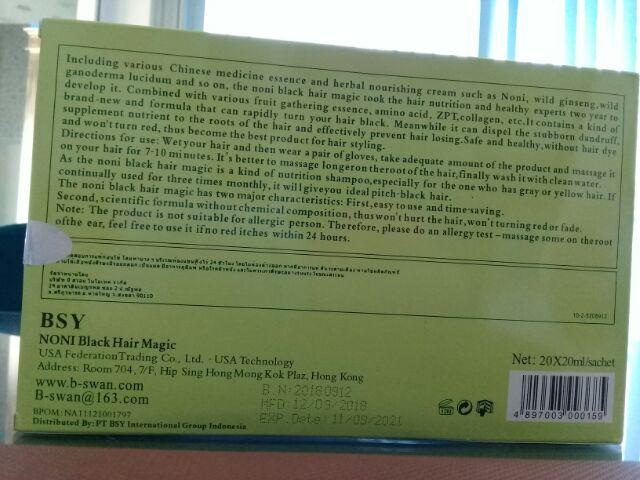 Including various Chinese medicine essence and herbal nourishing cream such as Noni, wild ginseng,wild
ganoderma lucidum and so on, the noni black hair magic took the hair nutrition and healthy experts two year to
develop it. Combined with various fruit gathering essence, amino acid, ZPT,collagen, etc.It contains a kind of
brand-new and formula that can rapidly turn your hair black. Meanwhile it can dispel the stubborn dandruff,
supplement nutrient to the roots of the hair and effectively prevent hair losing.Safe and healthy,without hair dye
and won't turn red, thus become the best product for hair styling.
Directions for use: Wet your hair and then wear a pair of gloves, take adequate amount of the product and massage it
on your hair for 7-10 minutes. It's better to massage longer on the root of the hair,finally wash it with clean water.
As the noni black hair magic is a kind of nutrition shampoo,especially for the one who has gray or yellow hair. If
continually used for three times monthly, it will give you ideal pitch-black hair.
The noni black hair magic has two major characteristics: First,easy to use and time-saving.
Second, scientific formula without chemical composition, thus won't hurt the hair, won't turning red or fade.
Note: The product is not suitable for allergic person. Therefore, please do an allergy test – massage some on the root
of the ear, feel free to use it if no red itches within 24 hours.
10-2-5208912
BSY
NONI Black Hair Magic
USA FederationTrading Co., Ltd. · USA Technology
Address: Room 704, 7/F, Hip Sing Hong Mong Kok Plaz, Hong Kong
www.b-swan.com
B-swan@163.com
BPOM: NA11121001797
Distributed By: PT BSY International Group Indonesia
B.N:20180912
MFD:12/09/2018
EXP.Date: 11/09/2021
Net: 20X20ml/sachet
4 897003 000159